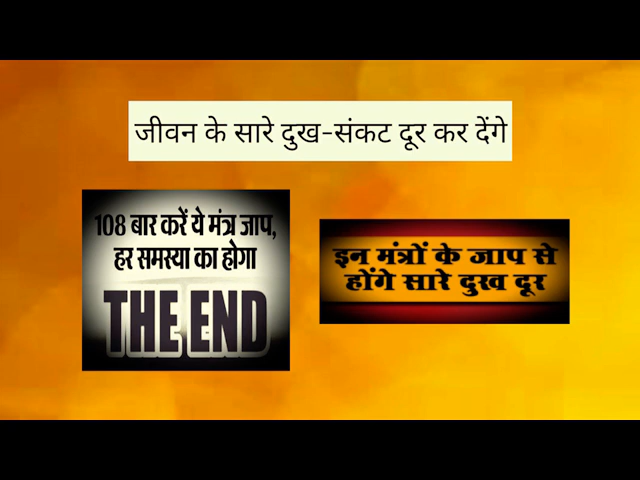 जीवन के सारे दुख-संकट दूर कर देंगे
108 बार करें ये मंत्र जाप,
हर समस्या का होगा
THE END
इन मंत्रों के जाप से
होंगे सारे दुख दूर